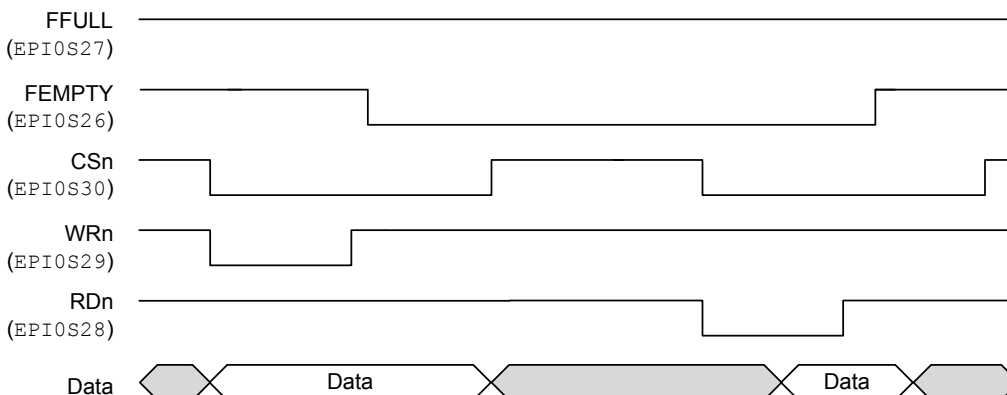 FFULL
(EPI0S27)
FEMPTY
(EPI0S26)
CSn
(EPI0S30)
WRn
(EPI0S29)
RDn
(EPI0S28)
Data Data Data